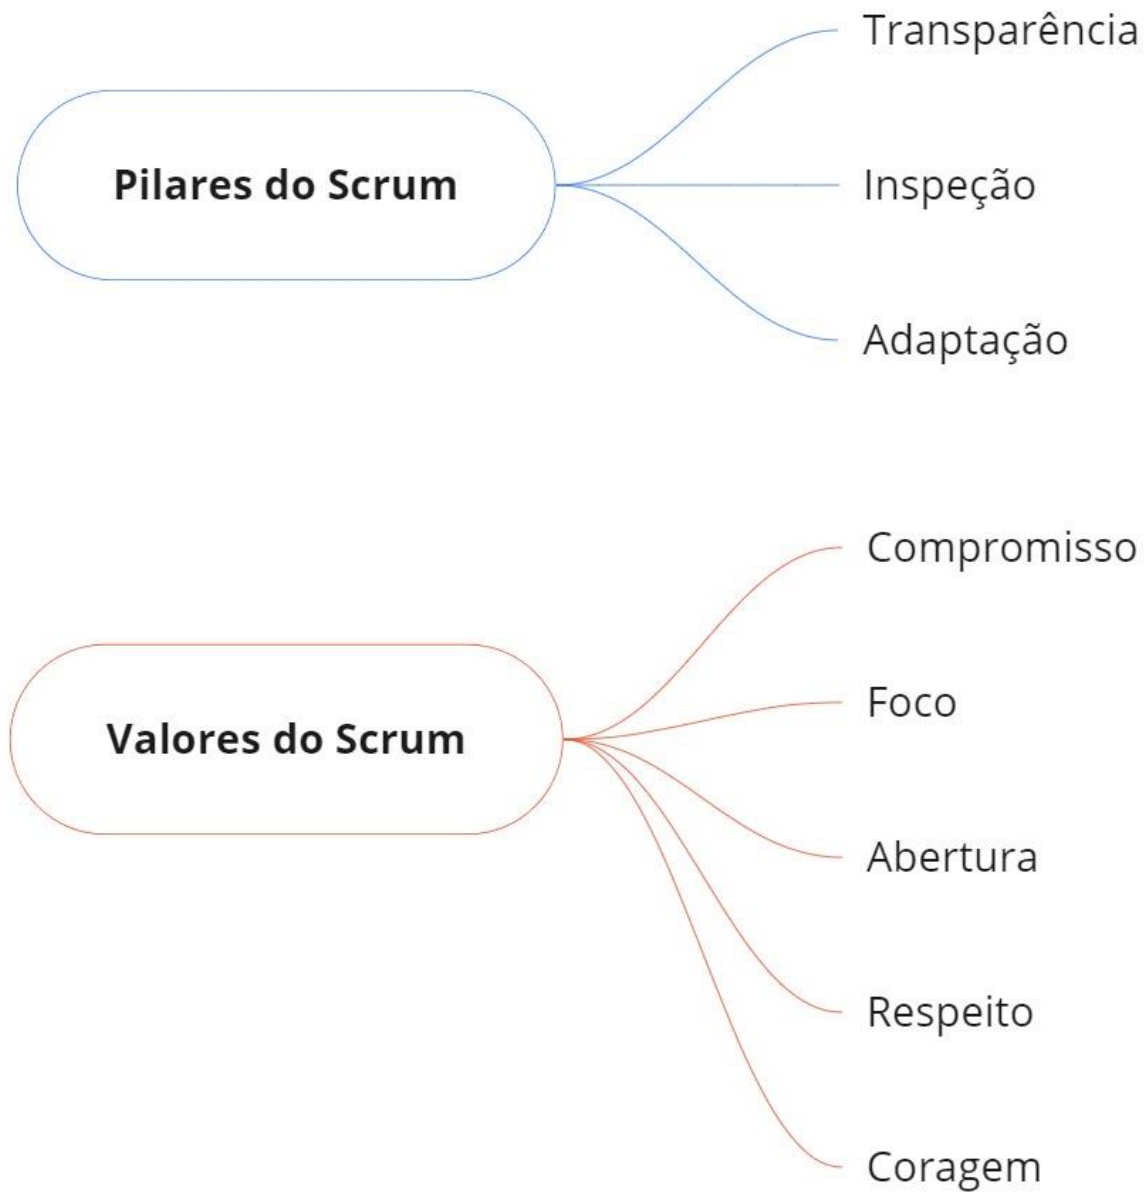 Pilares do Scrum
Transparência
Inspeção
Adaptação
Valores do Scrum
Compromisso
Foco
Abertura
Respeito
Coragem